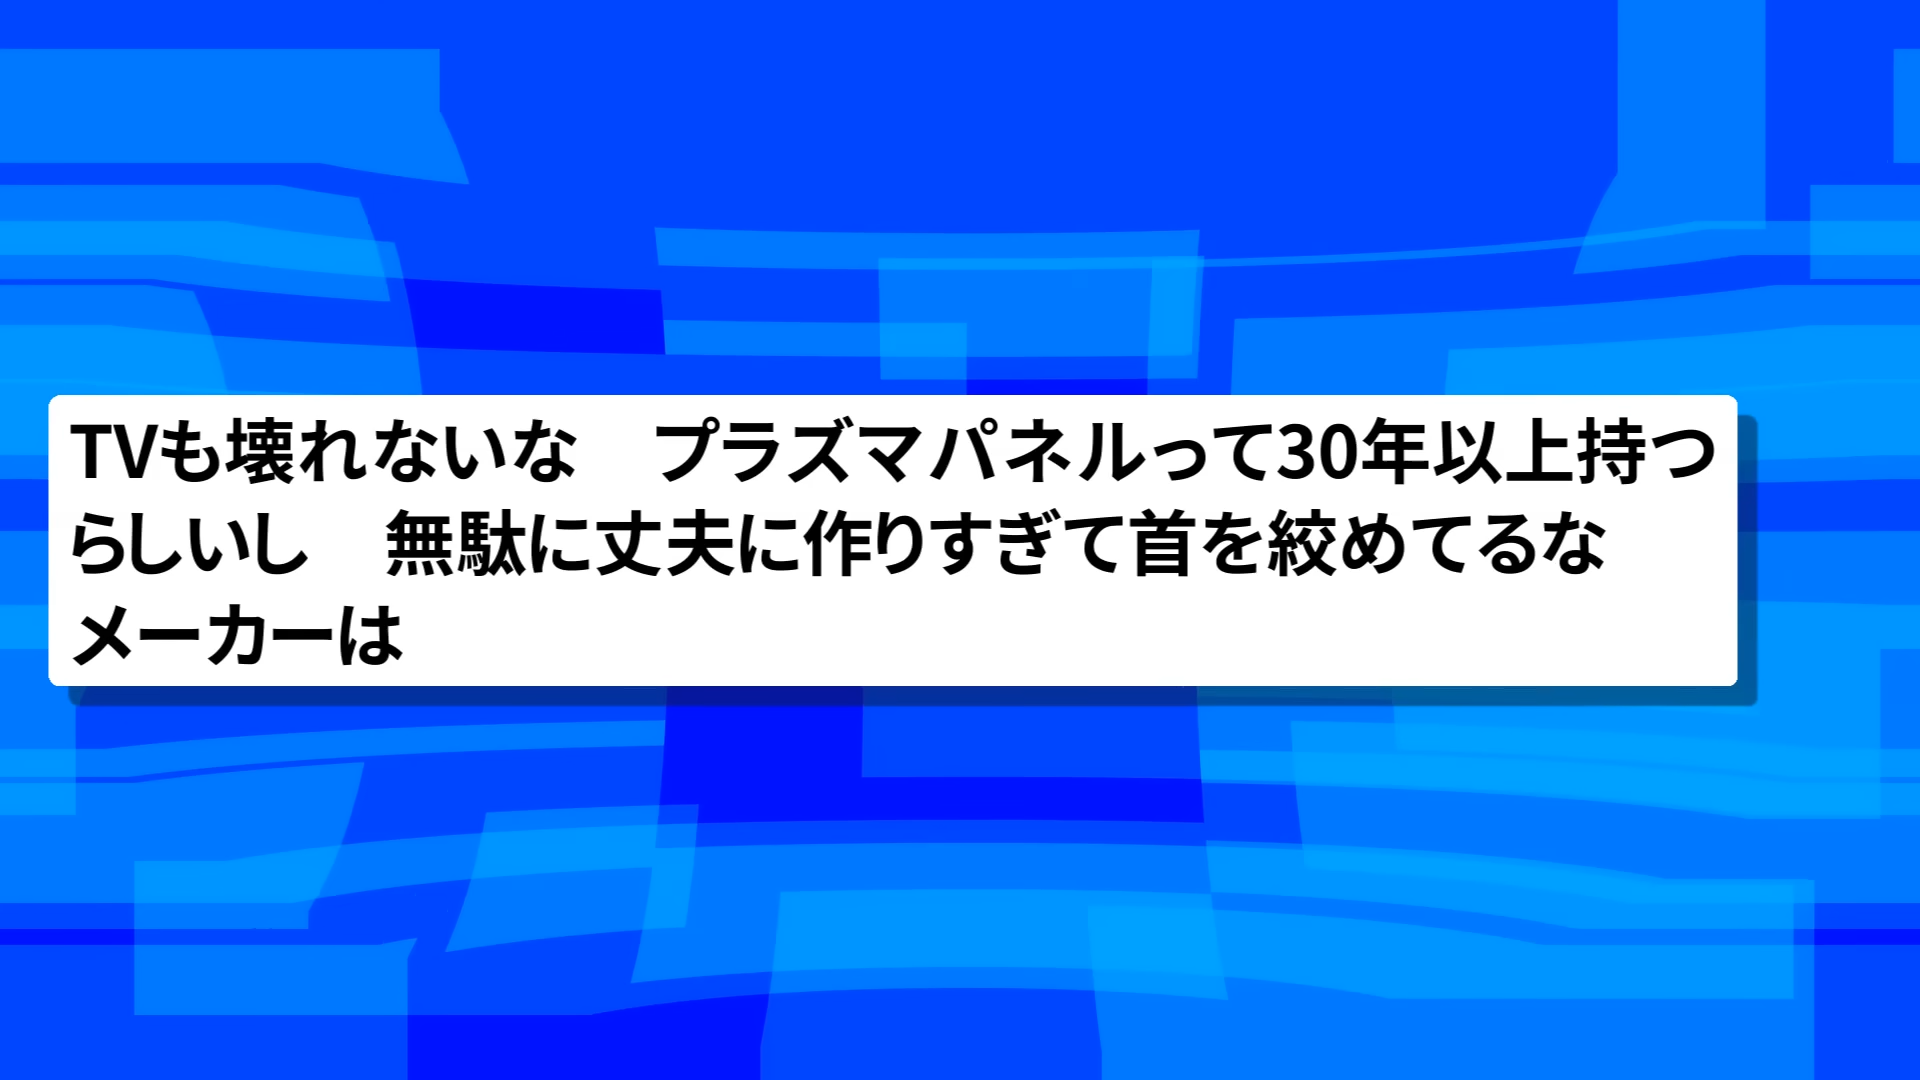 TVも壊れないな　プラズマパネルって30年以上持つ
らしいし　無駄に丈夫に作りすぎて首を絞めてるな
メーカーは